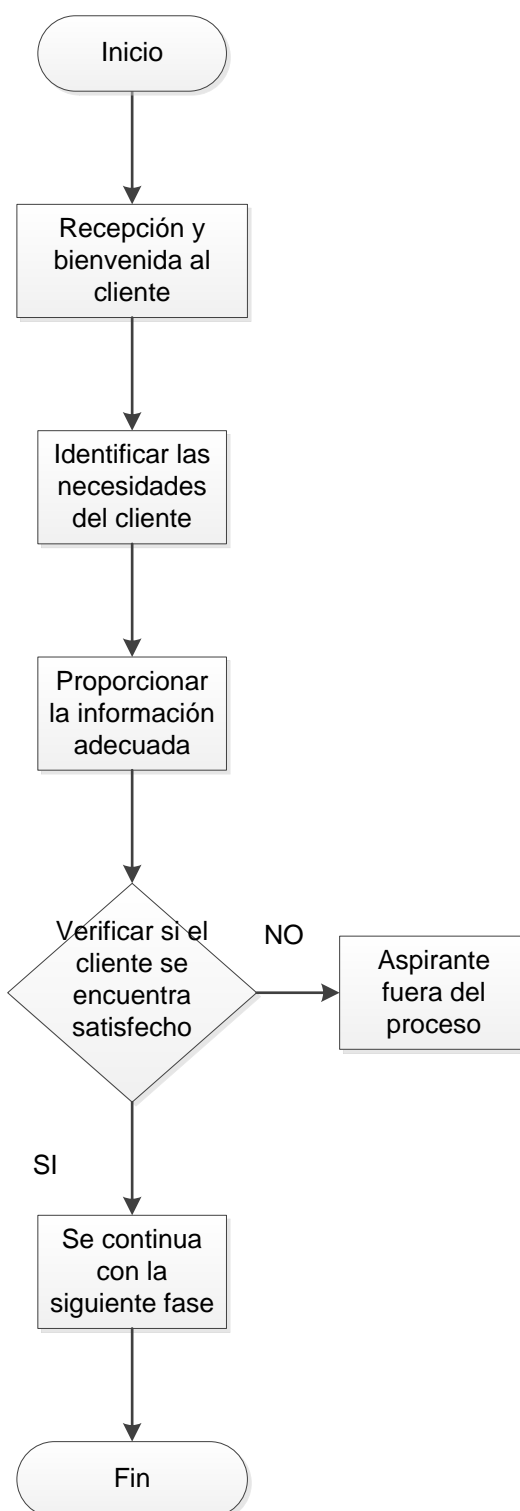 Inicio
Recepción y
bienvenida al
cliente
Identificar las
necesidades
del cliente
Proporcionar
la información
adecuada
Verificar si el
cliente se
encuentra
satisfecho
NO
Aspirante
fuera del
proceso
SI
Se continua
con la
siguiente fase
Fin